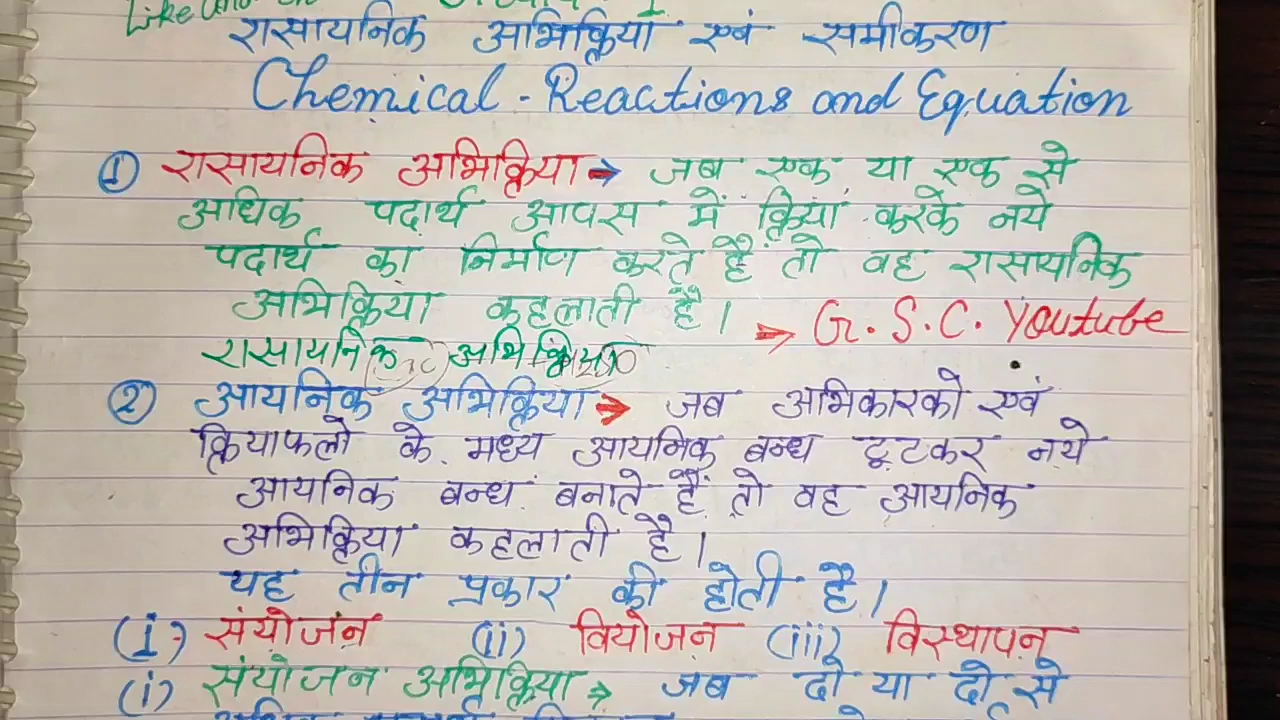 Like
रासायनिक अभिक्रिया एवं समीकरण
Chemical - Reactions and Equation
① रासायनिक अभिक्रिया → जब एक या एक से
अधिक पदार्थ आपस में क्रिया करके नये
पदार्थ का निर्माण करते हैं तो वह रासायनिक
अभिक्रिया कहलाती है।
→ G. S. C. Youtube
रासायनिक अभिक्रिया
② आयनिक अभिक्रिया → जब अभिकारको एवं
क्रियाफलो के मध्य आयनिक बन्ध टूटकर नये
आयनिक बन्ध बनाते हैं तो वह आयनिक
अभिक्रिया कहलाती है।
यह तीन प्रकार की होती है।
(i) संयोजन (ii) वियोजन (iii) विस्थापन
(i) संयोजन अभिक्रिया → जब दो या दो से